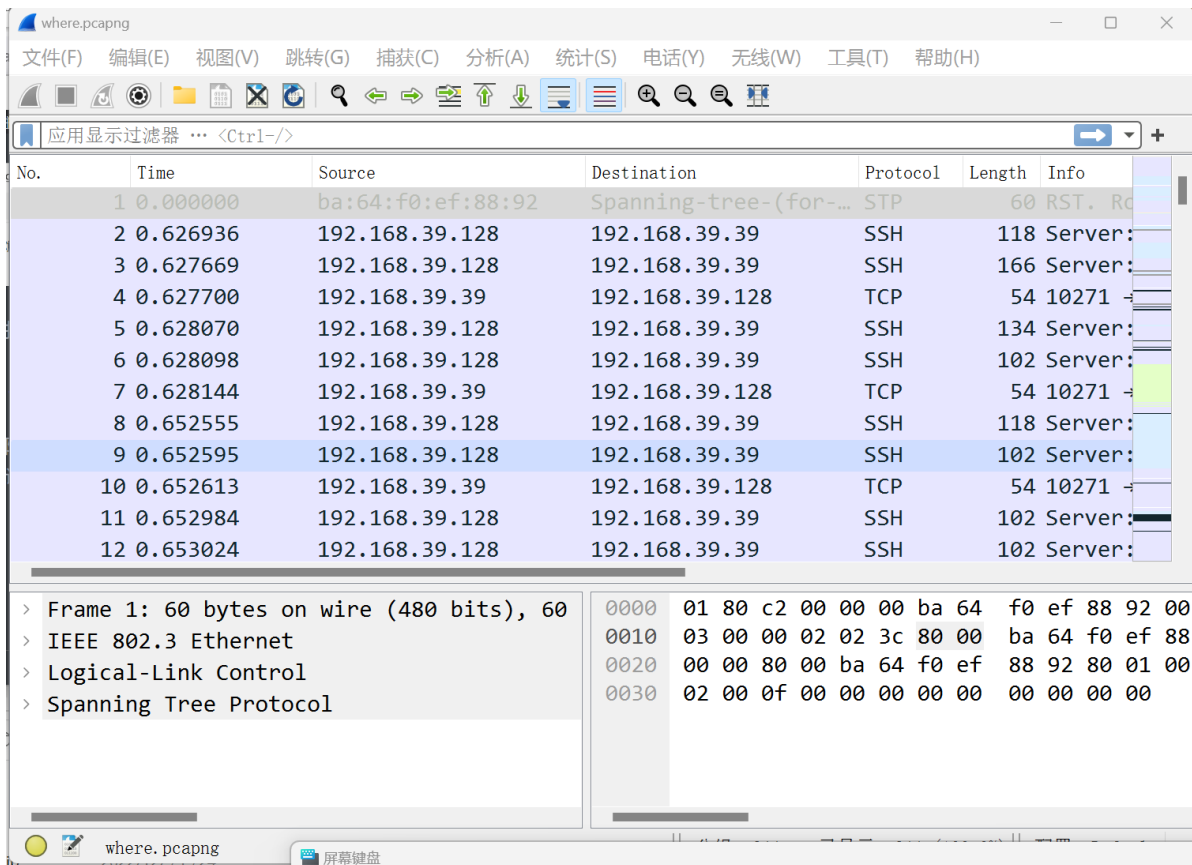 where.pcapng
文件(F) 编辑(E) 视图(V) 跳转(G) 捕获(C) 分析(A) 统计(S) 电话(Y) 无线(W) 工具(T) 帮助(H)
应用显示过滤器 … <Ctrl-/>
No. Time Source Destination Protocol Length Info
1 0.000000 ba:64:f0:ef:88:92 Spanning-tree-(for-… STP 60 RST. Ro
2 0.626936 192.168.39.128 192.168.39.39 SSH 118 Server:
3 0.627669 192.168.39.128 192.168.39.39 SSH 166 Server:
4 0.627700 192.168.39.39 192.168.39.128 TCP 54 10271 →
5 0.628070 192.168.39.128 192.168.39.39 SSH 134 Server:
6 0.628098 192.168.39.128 192.168.39.39 SSH 102 Server:
7 0.628144 192.168.39.39 192.168.39.128 TCP 54 10271 →
8 0.652555 192.168.39.128 192.168.39.39 SSH 118 Server:
9 0.652595 192.168.39.128 192.168.39.39 SSH 102 Server:
10 0.652613 192.168.39.39 192.168.39.128 TCP 54 10271 →
11 0.652984 192.168.39.128 192.168.39.39 SSH 102 Server:
12 0.653024 192.168.39.128 192.168.39.39 SSH 102 Server:
Frame 1: 60 bytes on wire (480 bits), 60
IEEE 802.3 Ethernet
Logical-Link Control
Spanning Tree Protocol
0000 01 80 c2 00 00 00 ba 64 f0 ef 88 92 00
0010 03 00 00 02 02 3c 80 00 ba 64 f0 ef 88
0020 00 00 80 00 ba 64 f0 ef 88 92 80 01 00
0030 02 00 0f 00 00 00 00 00 00 00 00 00
where.pcapng
屏幕键盘